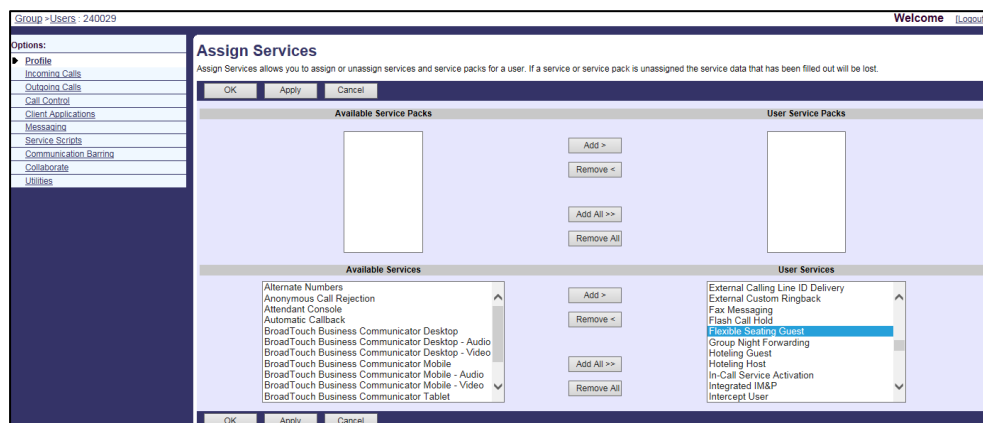 Group >Users : 240029
Welcome [Logout
Options:
Profile
Incoming Calls
Outgoing Calls
Call Control
Client Applications
Messaging
Service Scripts
Communication Barring
Collaborate
Utilities
Assign Services
Assign Services allows you to assign or unassign services and service packs for a user. If a service or service pack is unassigned the service data that has been filled out will be lost.
OK Apply Cancel
Available Service Packs
User Service Packs
Add >
Remove <
Add All >>
Remove All
Available Services
User Services
Alternate Numbers
Anonymous Call Rejection
Attendant Console
Automatic Callback
BroadTouch Business Communicator Desktop
BroadTouch Business Communicator Desktop - Audio
BroadTouch Business Communicator Desktop - Video
BroadTouch Business Communicator Mobile
BroadTouch Business Communicator Mobile - Audio
BroadTouch Business Communicator Mobile - Video
BroadTouch Business Communicator Tablet
Add >
Remove <
Add All >>
Remove All
External Calling Line ID Delivery
External Custom Ringback
Fax Messaging
Flash Call Hold
Flexible Seating Guest
Group Night Forwarding
Hoteling Guest
Hoteling Host
In-Call Service Activation
Integrated IM&P
Intercept User
OK Apply Cancel